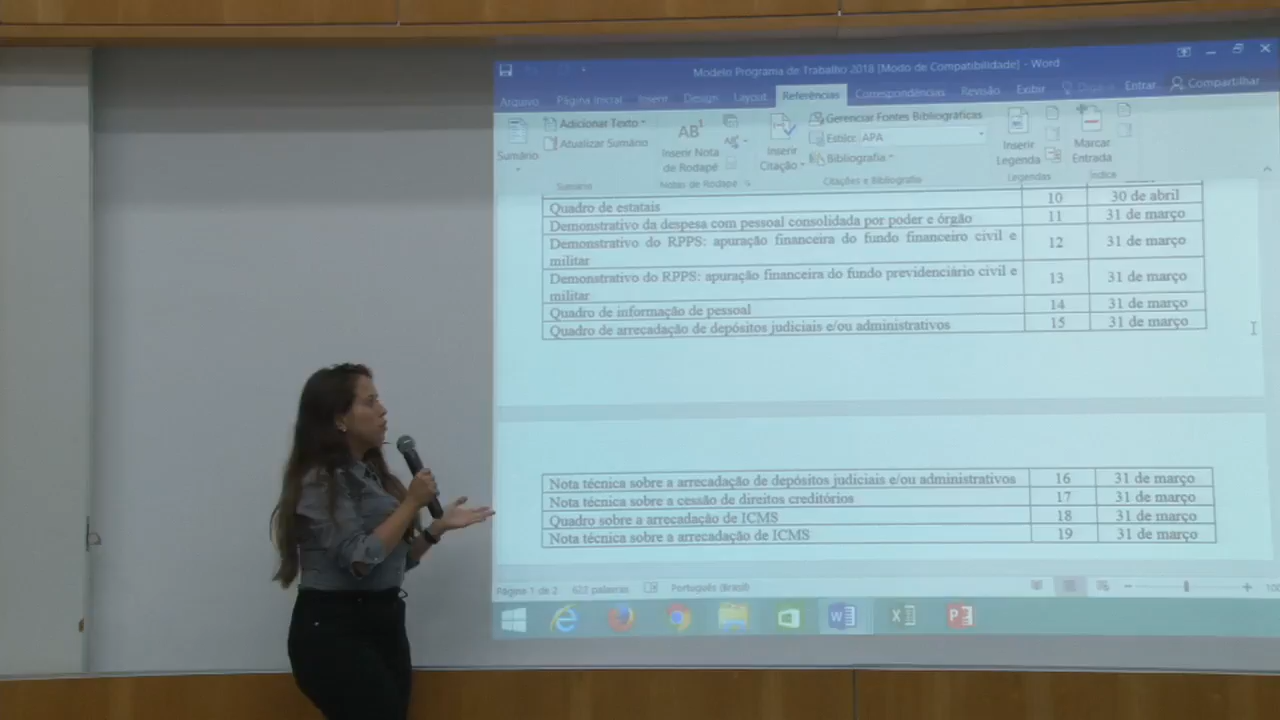 Modelo Programa de Trabalho 2018 [Modo de Compatibilidade] - Word
Arquivo Página Inicial Inserir Design Layout Referências Correspondências Revisão Exibir Entrar Compartilhar
Sumário
Adicionar Texto
Atualizar Sumário
Sumário
AB¹
Inserir Nota
de Rodapé
Notas de Rodapé
Inserir
Citação
Gerenciar Fontes Bibliográficas
Estilo: APA
Bibliografia
Citações e Bibliografia
Inserir
Legenda
Legendas
Marcar
Entrada
Índice
Quadro de estatais 10 30 de abril
Demonstrativo da despesa com pessoal consolidada por poder e órgão 11 31 de março
Demonstrativo do RPPS: apuração financeira do fundo financeiro civil e
militar 12 31 de março
Demonstrativo do RPPS: apuração financeira do fundo previdenciário civil e
militar 13 31 de março
Quadro de informação de pessoal 14 31 de março
Quadro de arrecadação de depósitos judiciais e/ou administrativos 15 31 de março
Nota técnica sobre a arrecadação de depósitos judiciais e/ou administrativos 16 31 de março
Nota técnica sobre a cessão de direitos creditórios 17 31 de março
Quadro sobre a arrecadação de ICMS 18 31 de março
Nota técnica sobre a arrecadação de ICMS 19 31 de março
Página 1 de 2 622 palavras Português (Brasil)